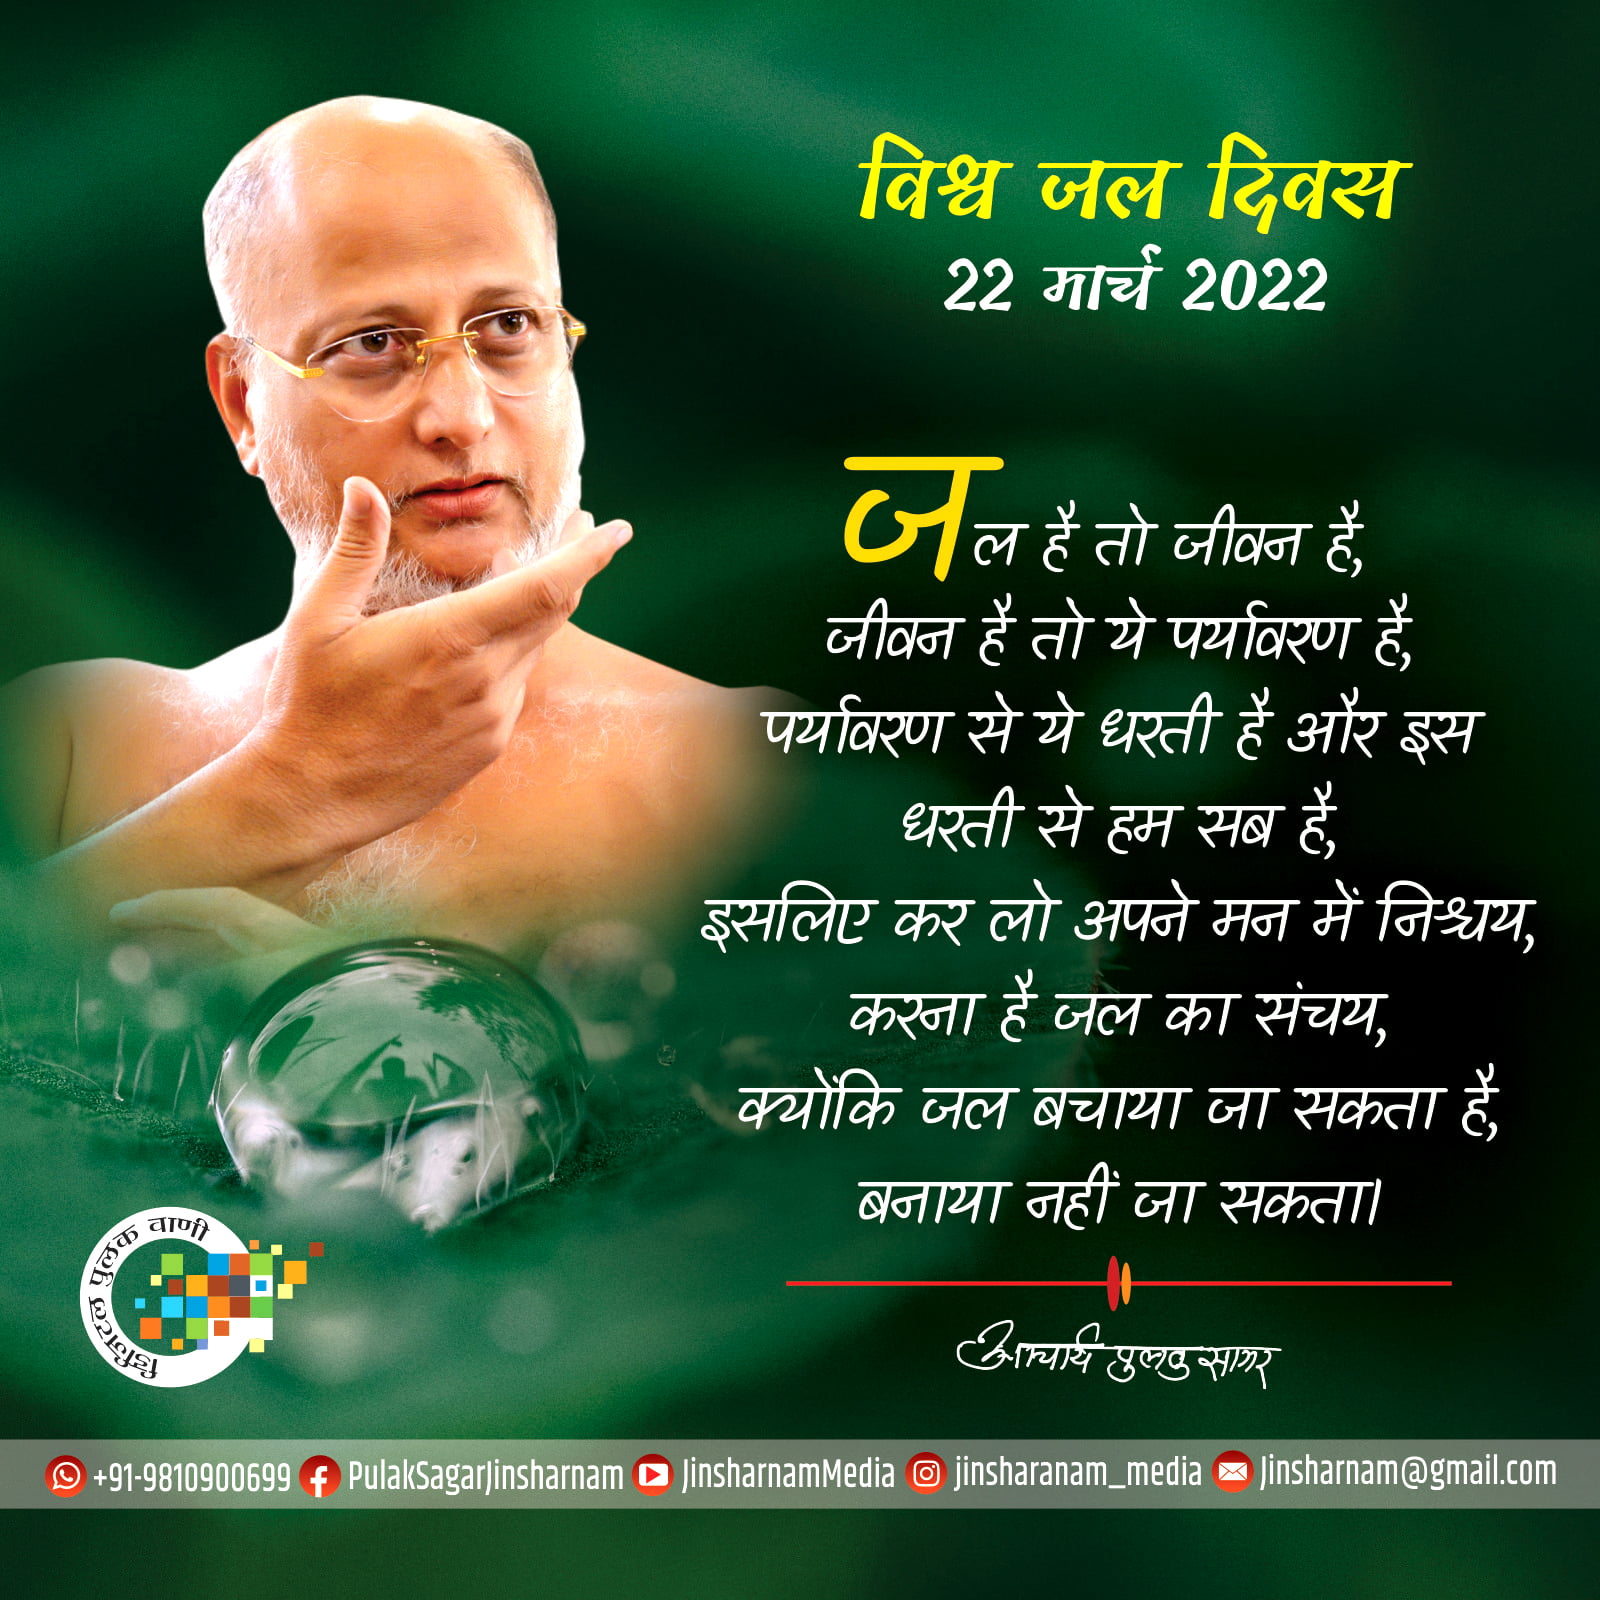 विश्व जल दिवस
22 मार्च 2022
जल है तो जीवन है,
जीवन है तो ये पर्यावरण है,
पर्यावरण से ये धरती है और इस
धरती से हम सब है,
इसलिए कर लो अपने मन में निश्चय,
करना है जल का संचय,
क्योंकि जल बचाया जा सकता है,
बनाया नहीं जा सकता।
आचार्य पुलक सागर
डिजिटल पुलक वाणी
+91-9810900699 PulakSagarJinsharnam JinsharnamMedia jinsharanam_media Jinsharnam@gmail.com